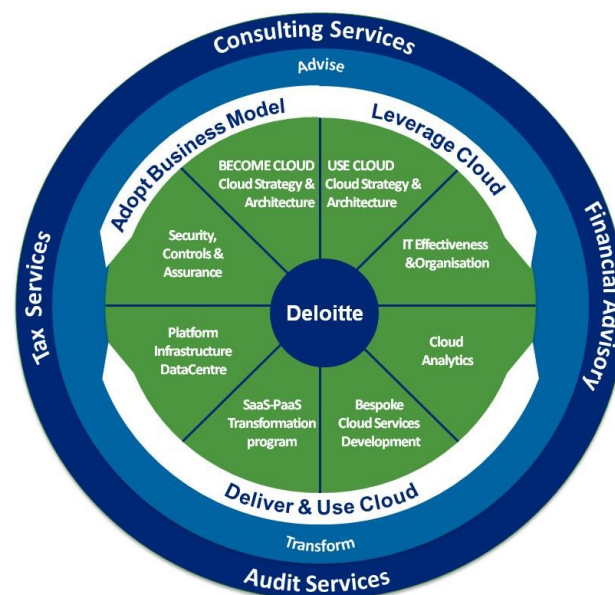 Consulting Services
Advise
Adopt Business Model
Leverage Cloud
BECOME CLOUD
Cloud Strategy &
Architecture
USE CLOUD
Cloud Strategy &
Architecture
Security,
Controls &
Assurance
IT Effectiveness
&Organisation
Tax Services
Financial Advisory
Deloitte
Platform
Infrastructure
DataCentre
Cloud
Analytics
SaaS-PaaS
Transformation
program
Bespoke
Cloud Services
Development
Deliver & Use Cloud
Transform
Audit Services